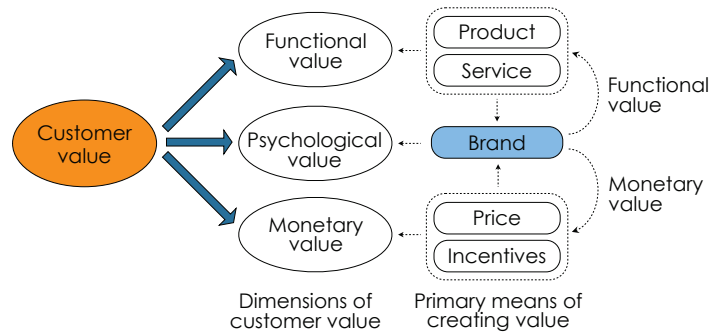 Customer
value
Functional
value
Psychological
value
Monetary
value
Product
Service
Brand
Price
Incentives
Functional
value
Monetary
value
Dimensions of
customer value
Primary means of
creating value